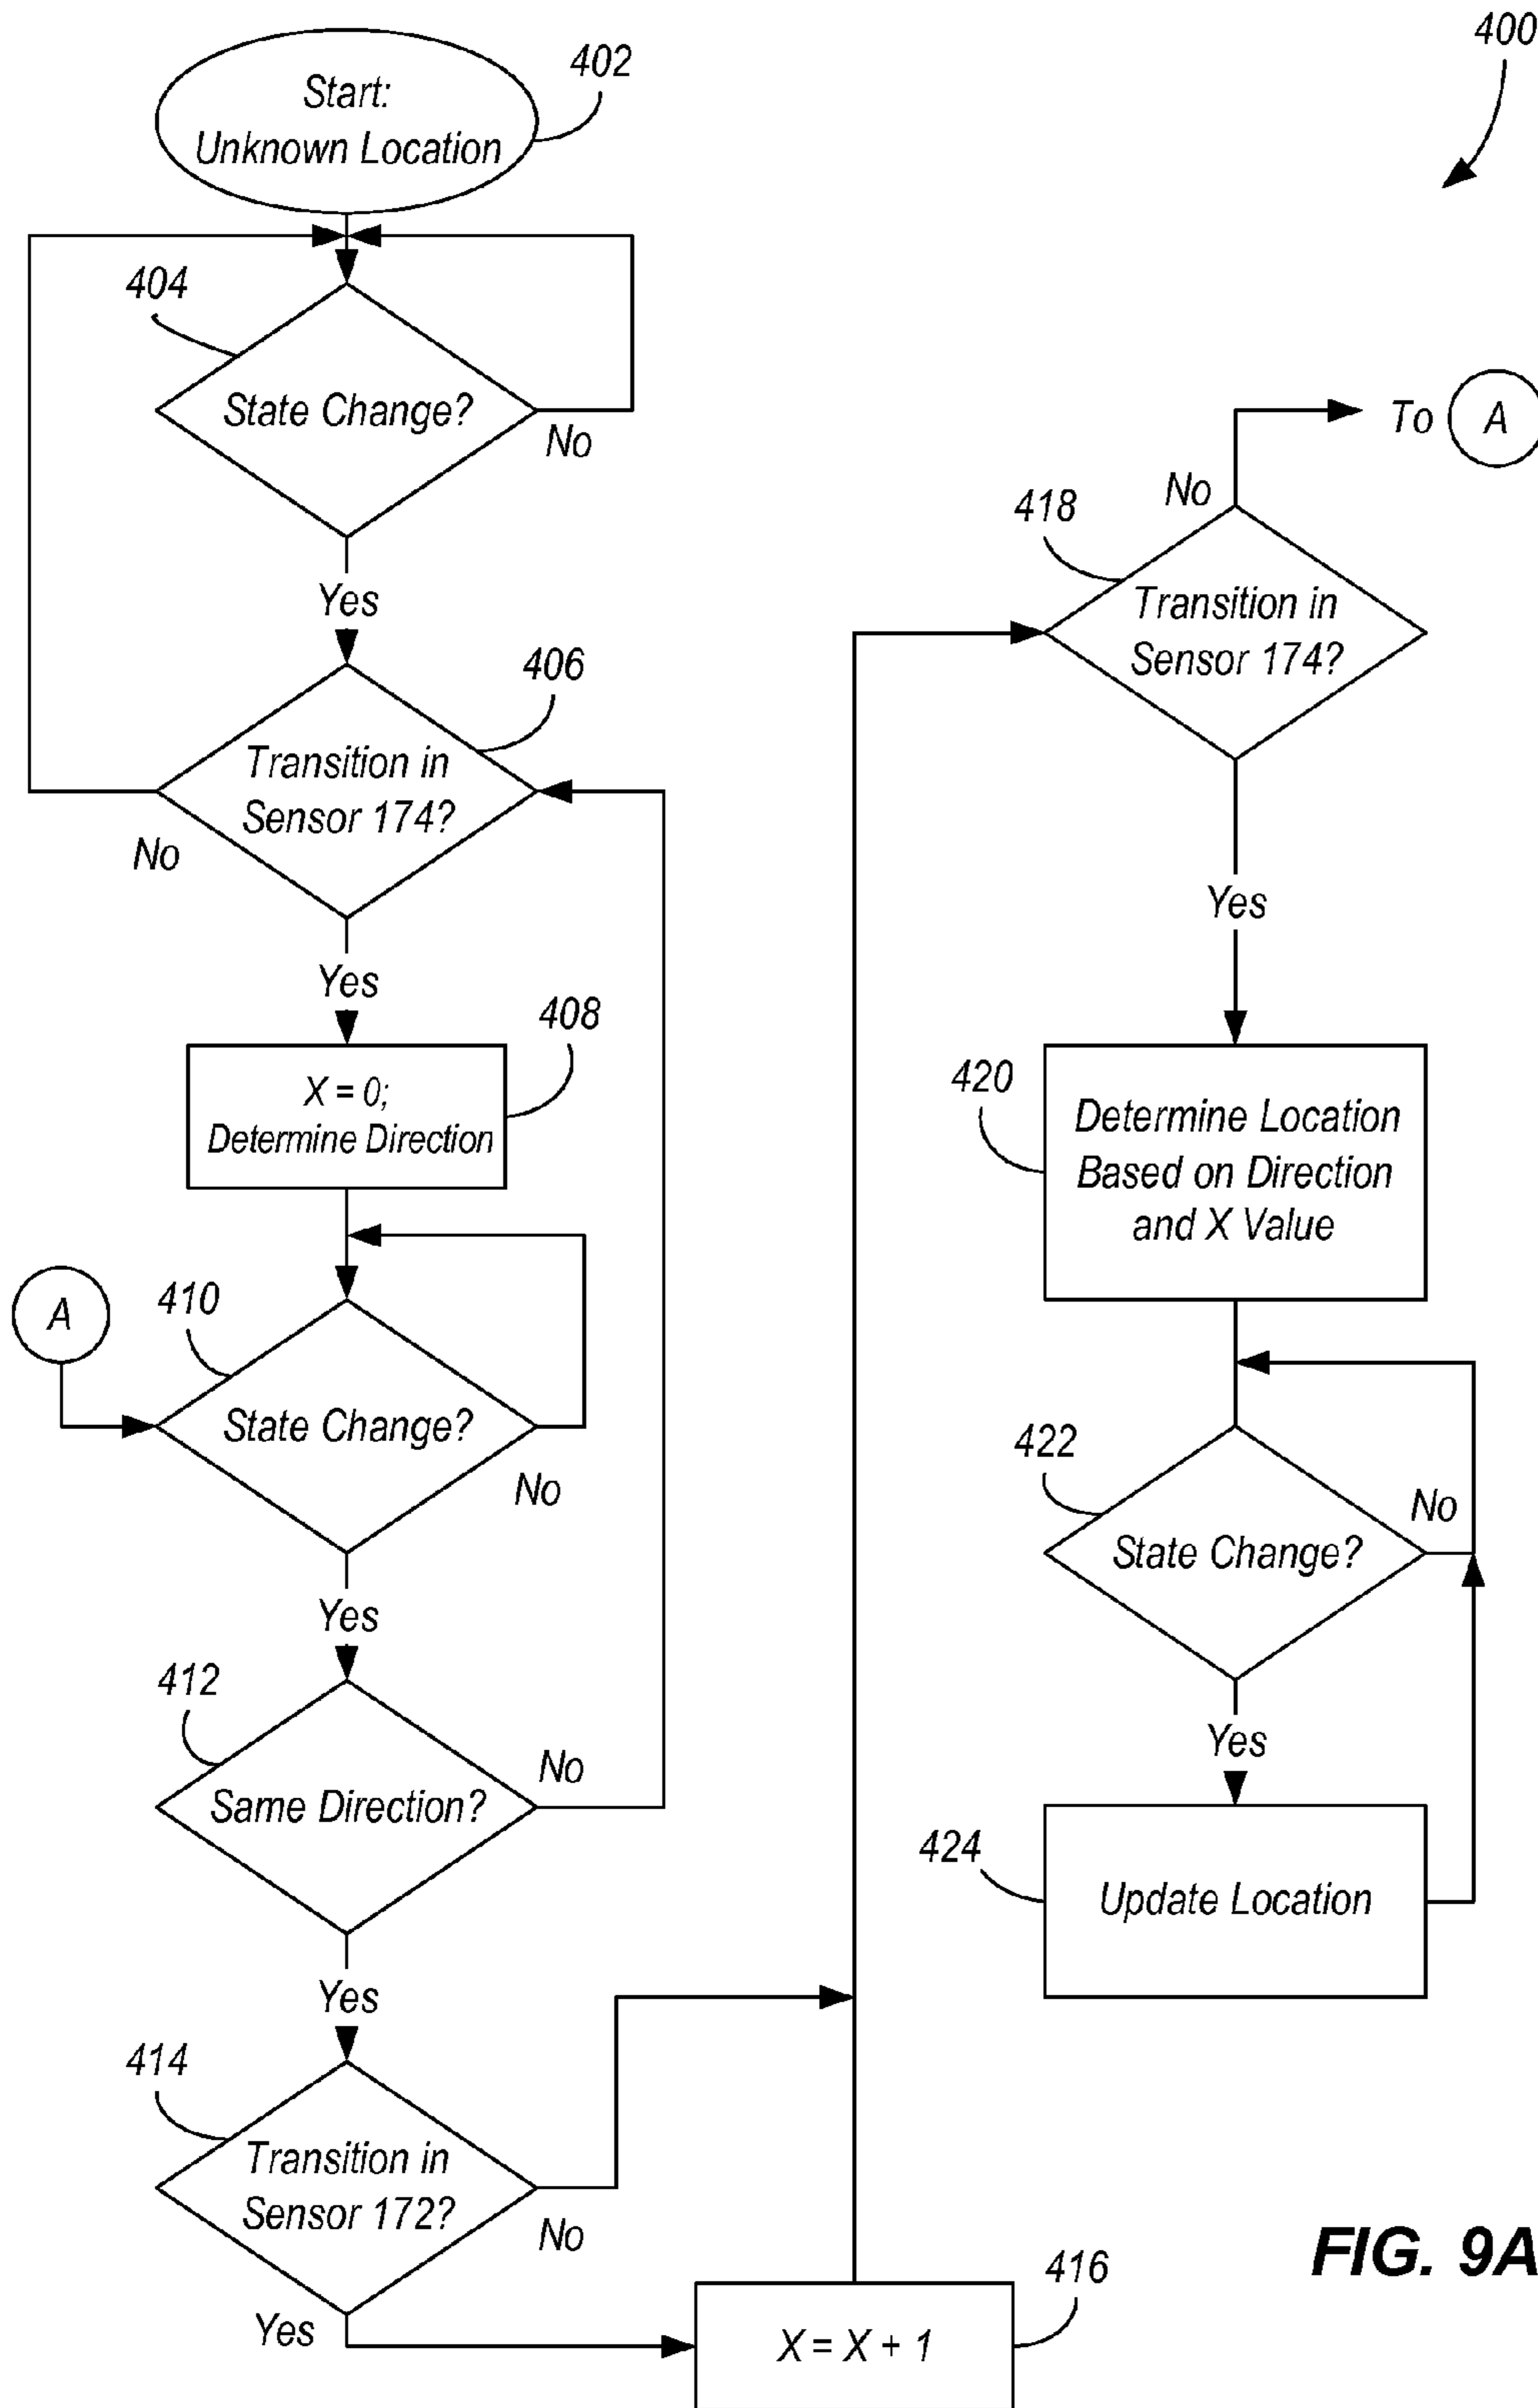 400
Start:
Unknown Location
402
404
State Change?
No
Yes
406
Transition in
Sensor 174?
No
Yes
408
X = 0;
Determine Direction
A
410
State Change?
No
Yes
412
Same Direction?
No
Yes
414
Transition in
Sensor 172?
No
Yes
416
X = X + 1
To A
No
418
Transition in
Sensor 174?
Yes
420
Determine Location
Based on Direction
and X Value
422
State Change?
No
Yes
424
Update Location
FIG. 9A